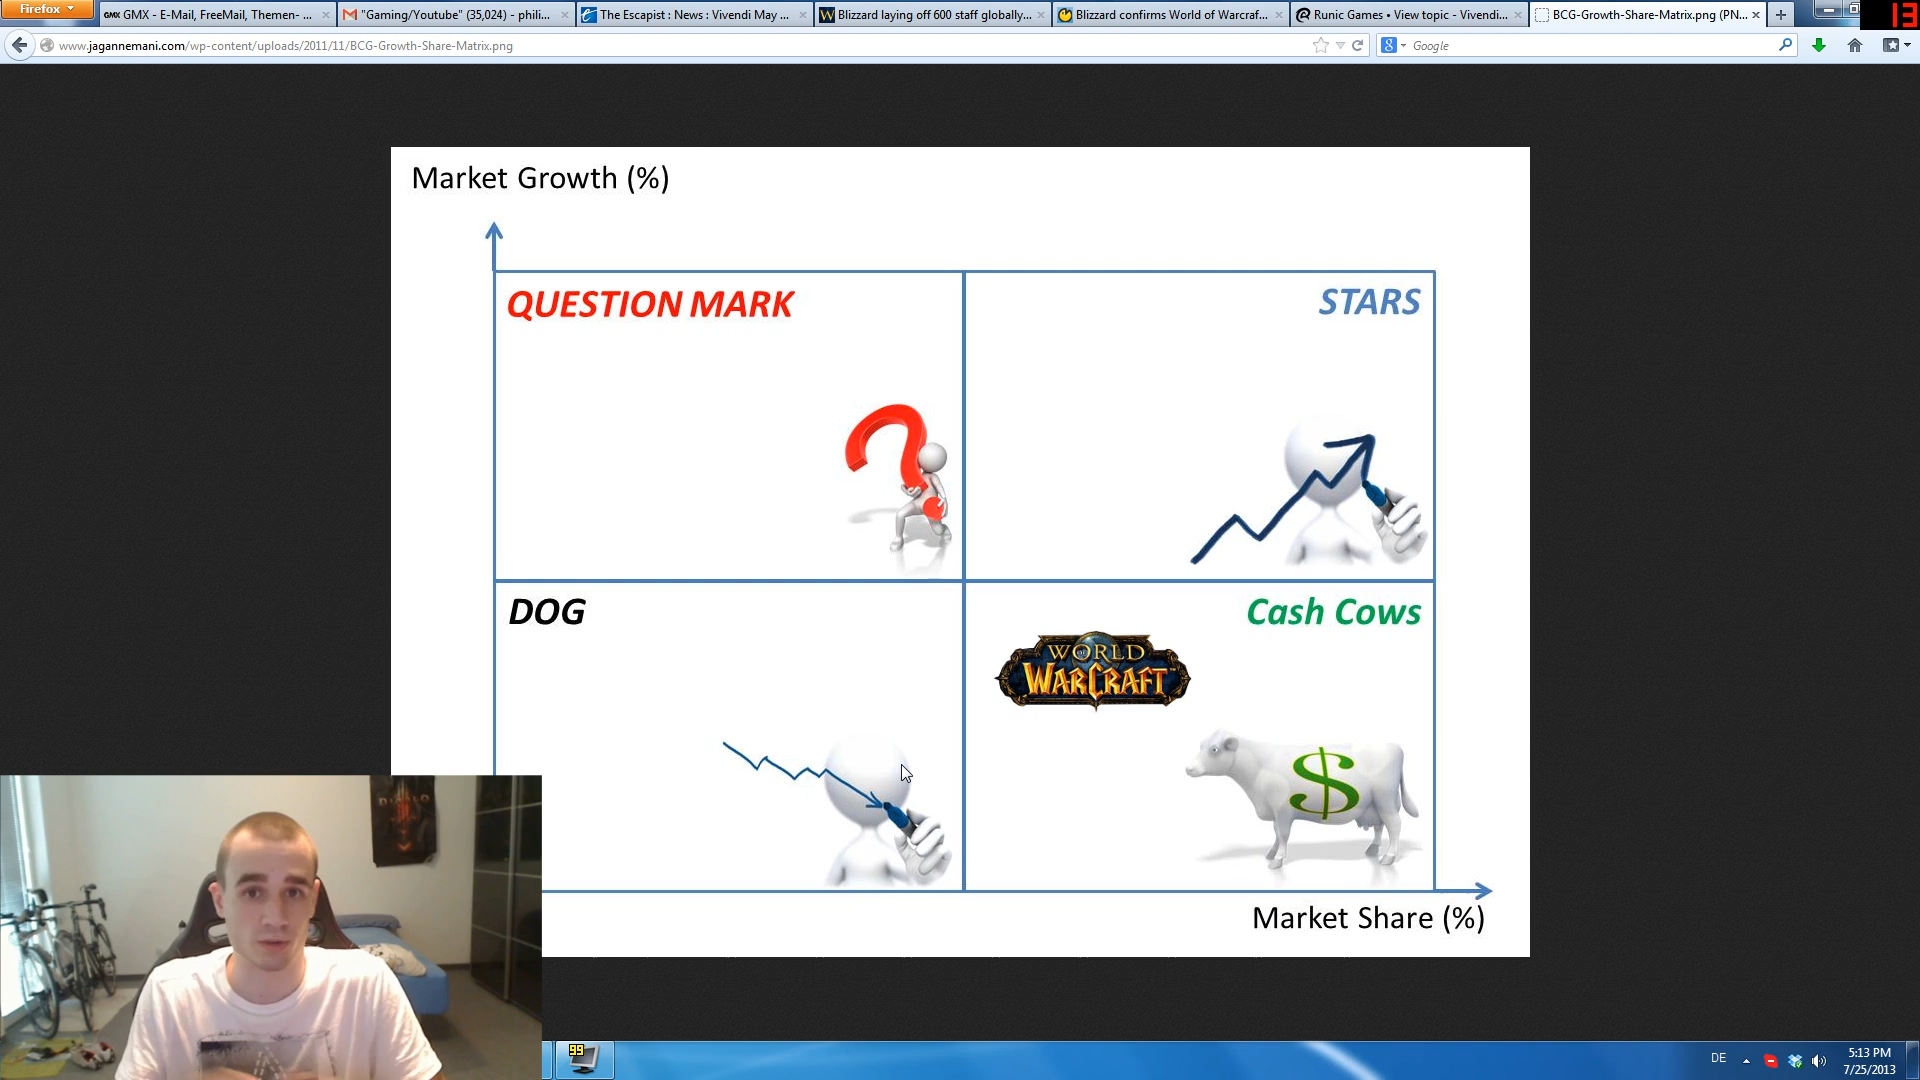 Firefox
GMX - E-Mail, FreeMail, Themen- ...
"Gaming/Youtube" (35,024) - phili...
The Escapist : News : Vivendi May ...
Blizzard laying off 600 staff globally...
Blizzard confirms World of Warcraf...
Runic Games • View topic - Vivendi...
BCG-Growth-Share-Matrix.png (PN...
13
www.jagannemani.com/wp-content/uploads/2011/11/BCG-Growth-Share-Matrix.png
Google
Market Growth (%)
QUESTION MARK
STARS
DOG
Cash Cows
WORLD
WARCRAFT
$
Market Share (%)
DIABLO
99
DE
5:13 PM
7/25/2013